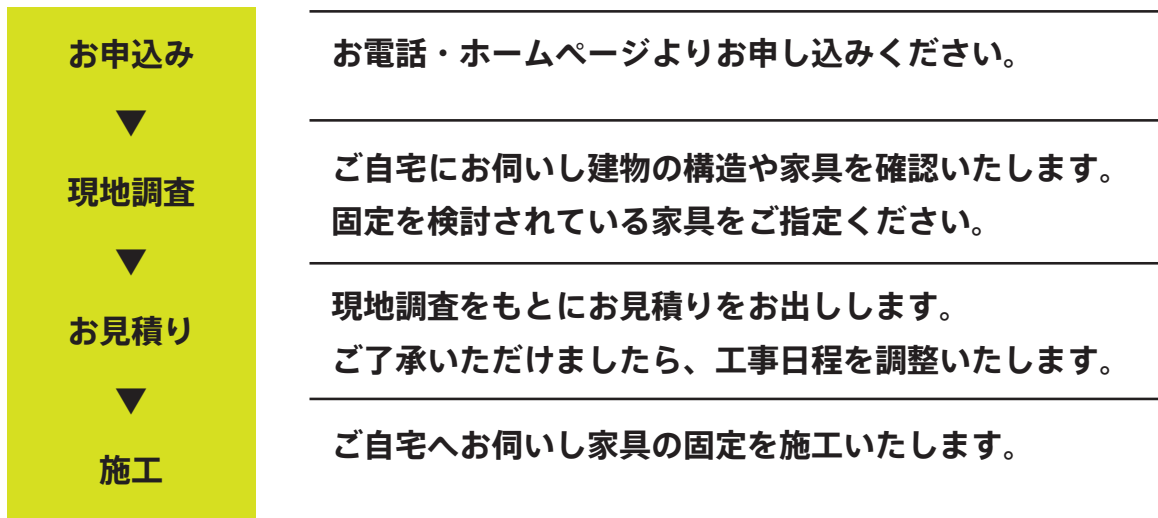 お申込み
お電話・ホームページよりお申し込みください。
▼
現地調査
ご自宅にお伺いし建物の構造や家具を確認いたします。
固定を検討されている家具をご指定ください。
▼
お見積り
現地調査をもとにお見積りをお出しします。
ご了承いただけましたら、工事日程を調整いたします。
▼
施工
ご自宅へお伺いし家具の固定を施工いたします。